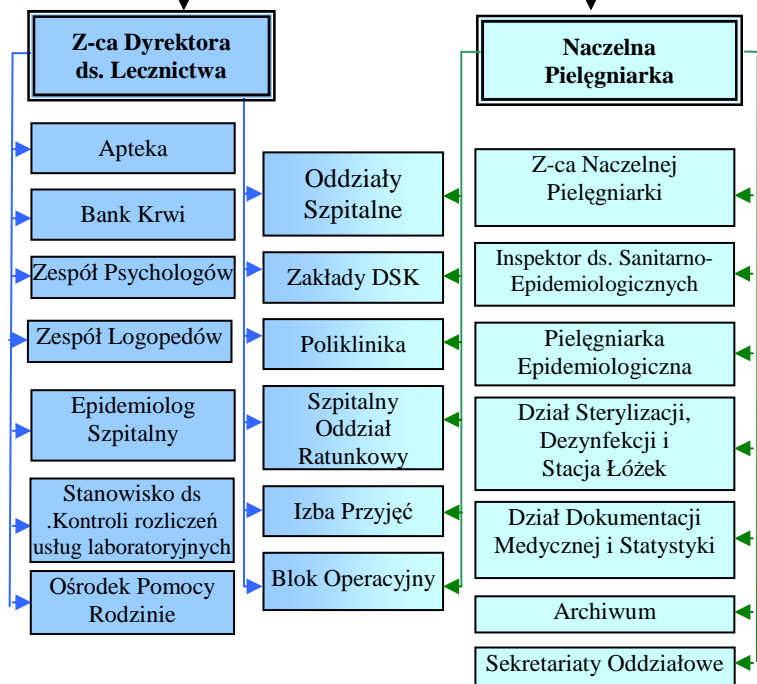 Z-ca Dyrektora
ds. Lecznictwa
Apteka
Bank Krwi
Zespół Psychologów
Zespół Logopedów
Epidemiolog
Szpitalny
Stanowisko ds
.Kontroli rozliczeń
usług laboratoryjnych
Ośrodek Pomocy
Rodzinie
Oddziały
Szpitalne
Zakłady DSK
Poliklinika
Szpitalny
Oddział
Ratunkowy
Izba Przyjęć
Blok Operacyjny
Naczelna
Pielęgniarka
Z-ca Naczelnej
Pielęgniarki
Inspektor ds. Sanitarno-
Epidemiologicznych
Pielęgniarka
Epidemiologiczna
Dział Sterylizacji,
Dezynfekcji i
Stacja Łóżek
Dział Dokumentacji
Medycznej i Statystyki
Archiwum
Sekretariaty Oddziałowe